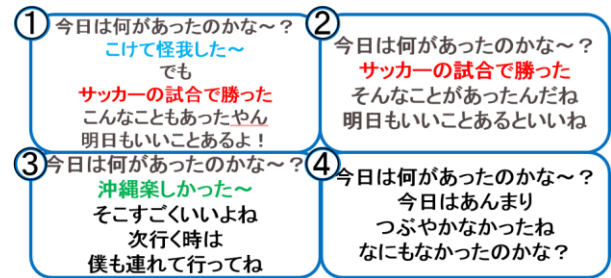 ①
今日は何があったのかな～？
こけて怪我した～
でも
サッカーの試合で勝った
こんなこともあったやん
明日もいいことあるよ！
②
今日は何があったのかな～？
サッカーの試合で勝った
そんなことがあったんだね
明日もいいことあるといいね
③
今日は何があったのかな～？
沖縄楽しかった～
そこすごくいいよね
次行く時は
僕も連れて行ってね
④
今日は何があったのかな～？
今日はあんまり
つぶやかなかったね
なにもなかったのかな？